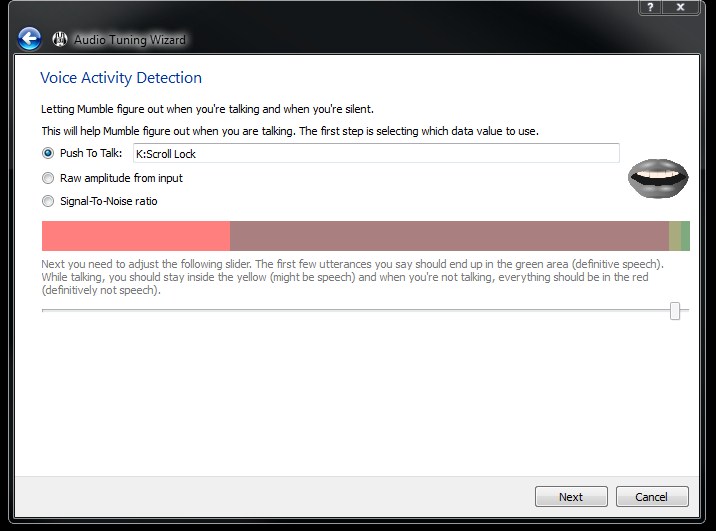 ?
x
Audio Tuning Wizard
Voice Activity Detection
Letting Mumble figure out when you're talking and when you're silent.
This will help Mumble figure out when you are talking. The first step is selecting which data value to use.
Push To Talk: K:Scroll Lock
Raw amplitude from input
Signal-To-Noise ratio
Next you need to adjust the following slider. The first few utterances you say should end up in the green area (definitive speech).
While talking, you should stay inside the yellow (might be speech) and when you're not talking, everything should be in the red
(definitively not speech).
Next Cancel